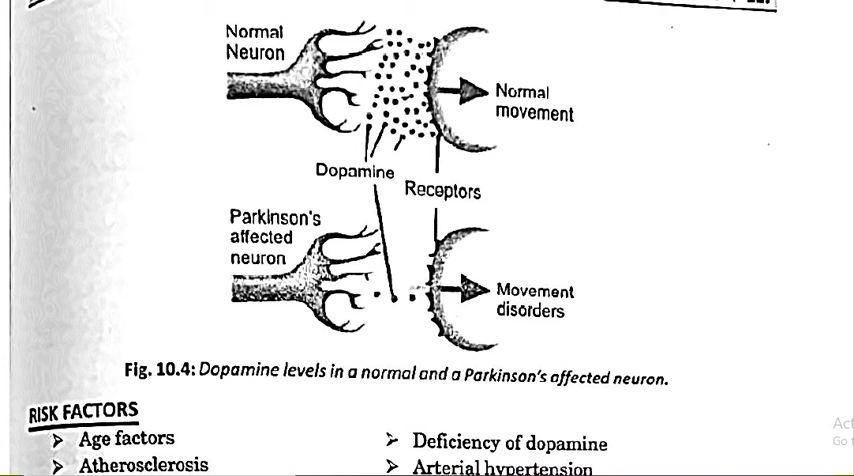 Normal
Neuron
Normal
movement
Dopamine
Receptors
Parkinson's
affected
neuron
Movement
disorders
Fig. 10.4: Dopamine levels in a normal and a Parkinson's affected neuron.
RISK FACTORS
➢ Age factors
➢ Deficiency of dopamine
➢ Atherosclerosis
➢ Arterial hypertension